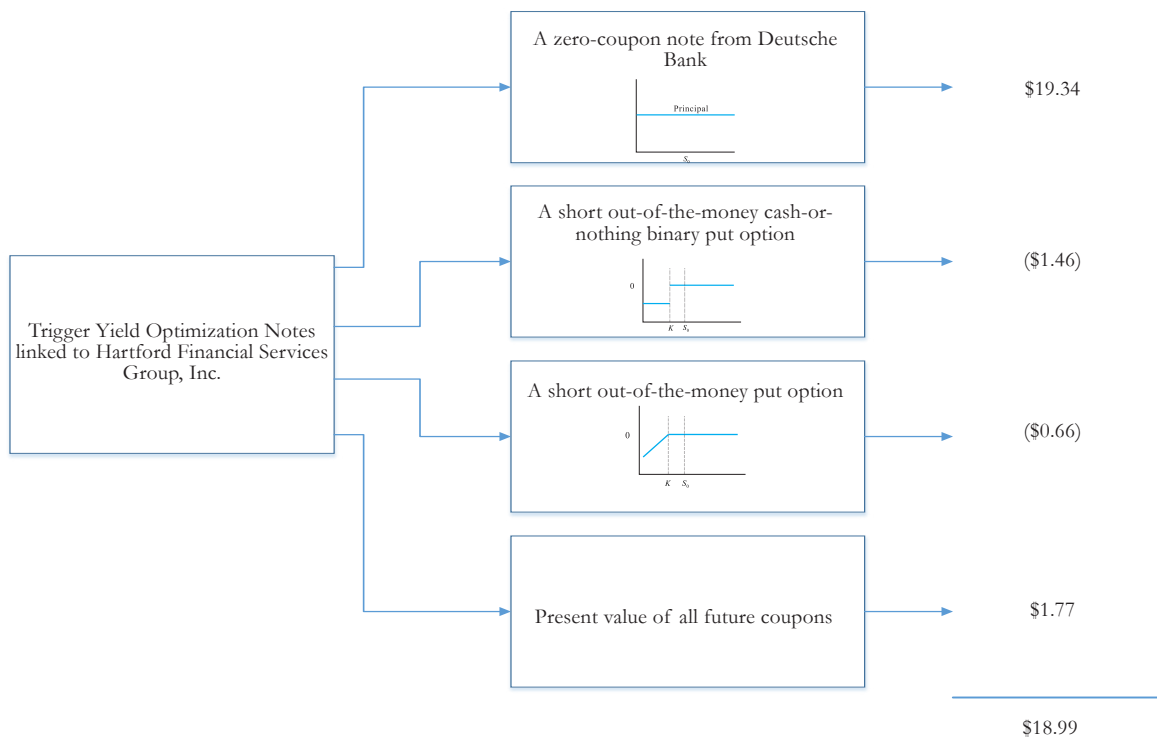 A zero-coupon note from Deutsche
Bank
Principal
S₀
$19.34
A short out-of-the-money cash-or-
nothing binary put option
0
K
S₀
($1.46)
Trigger Yield Optimization Notes
linked to Hartford Financial Services
Group, Inc.
A short out-of-the-money put option
0
K
S₀
($0.66)
Present value of all future coupons
$1.77
$18.99